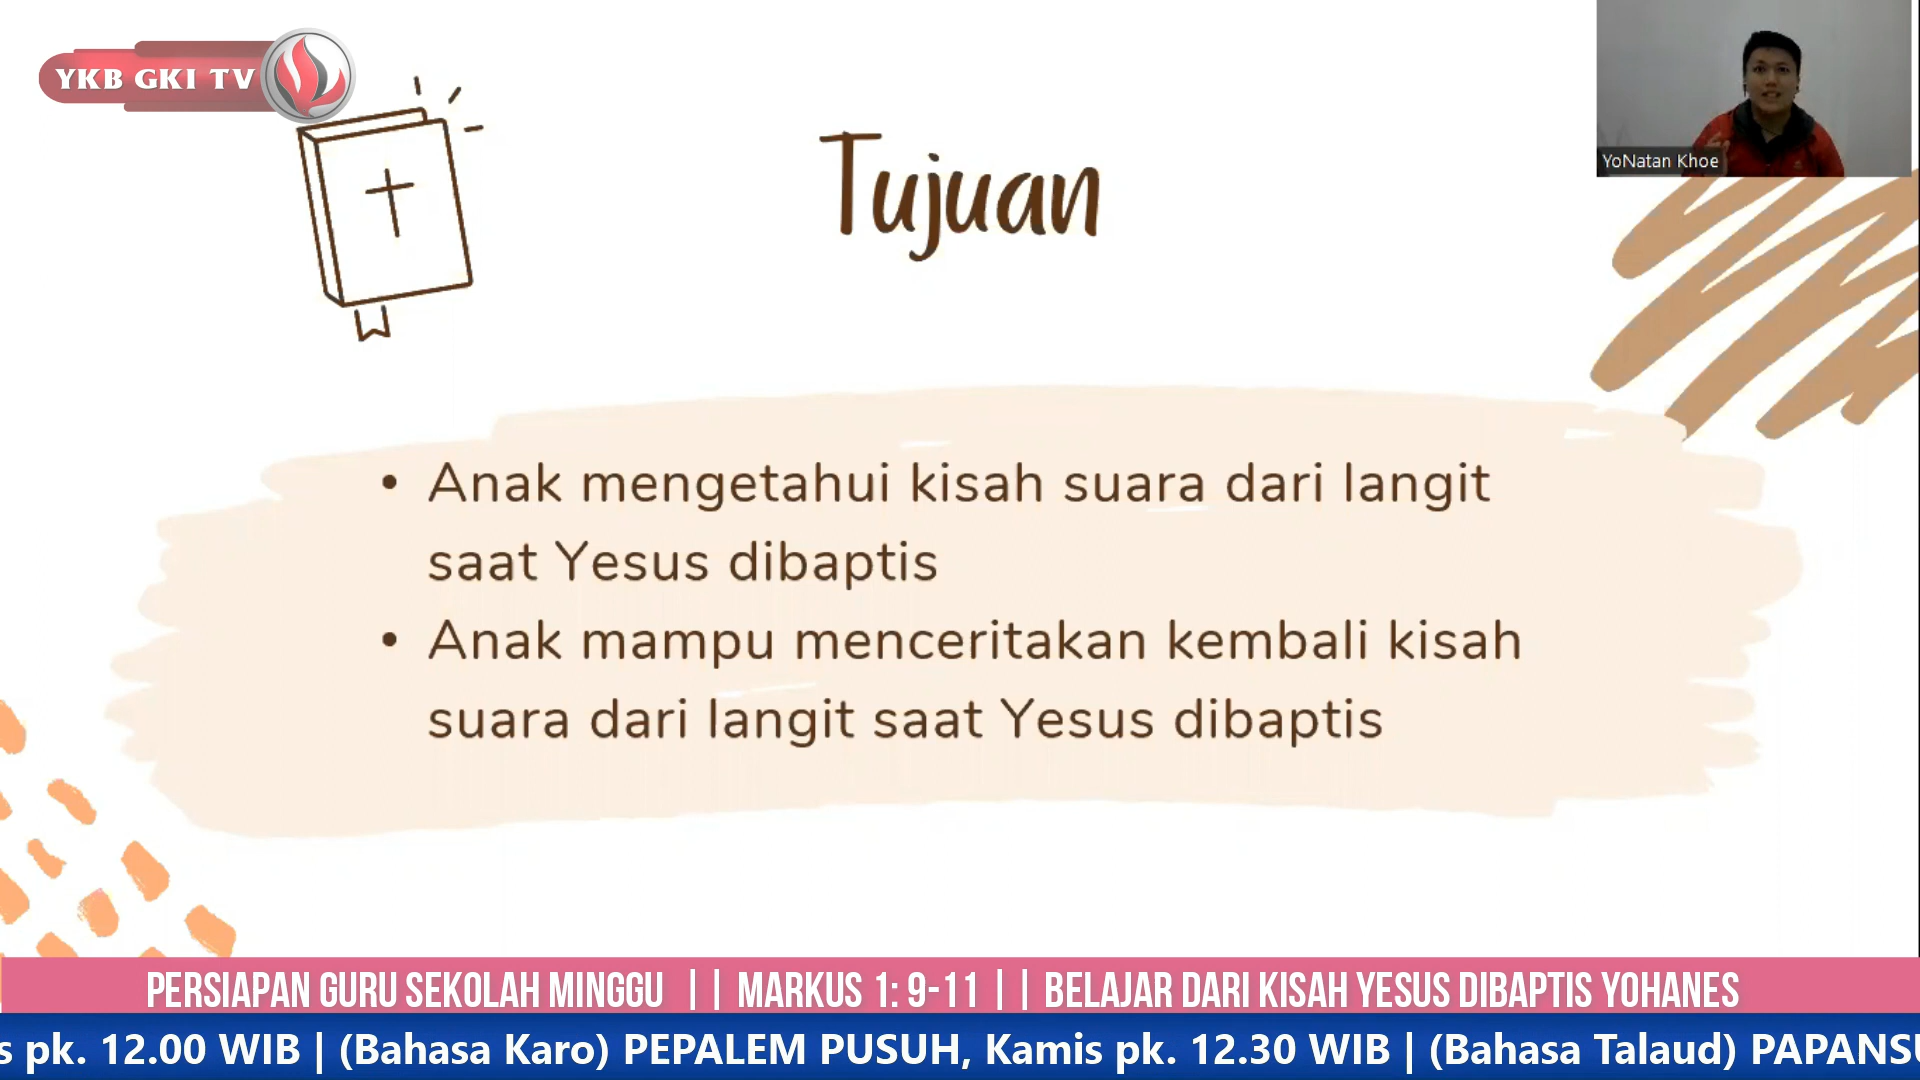 YKB GKI TV
YoNatan Khoe
Tujuan
• Anak mengetahui kisah suara dari langit
saat Yesus dibaptis
• Anak mampu menceritakan kembali kisah
suara dari langit saat Yesus dibaptis
PERSIAPAN GURU SEKOLAH MINGGU || MARKUS 1: 9-11 || BELAJAR DARI KISAH YESUS DIBAPTIS YOHANES
pk. 12.00 WIB | (Bahasa Karo) PEPALEM PUSUH, Kamis pk. 12.30 WIB | (Bahasa Talaud)